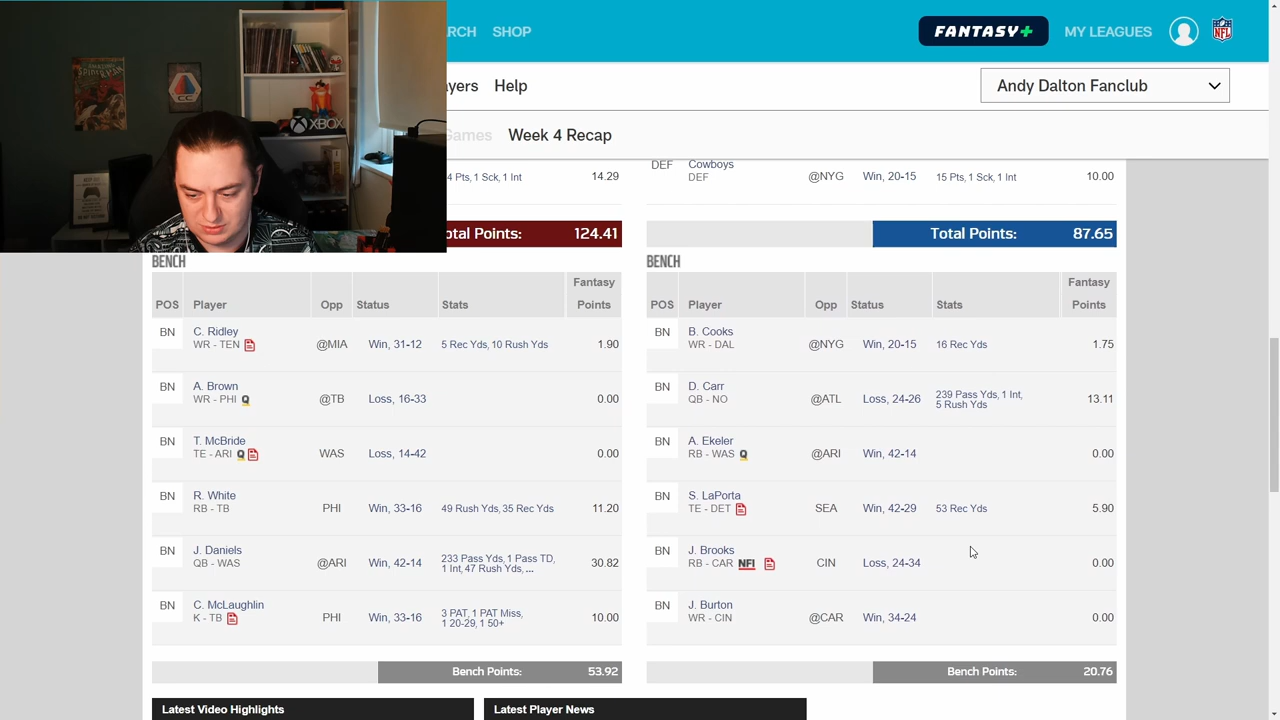 ARCH SHOP FANTASY+ MY LEAGUES NFL
ayers Help Andy Dalton Fanclub
Games Week 4 Recap
XBOX
4 Pts, 1 Sck, 1 Int 14.29
DEF Cowboys DEF @NYG Win, 20-15 15 Pts, 1 Sck, 1 Int 10.00
otal Points: 124.41
Total Points: 87.65
BENCH
POS Player Opp Status Stats Fantasy Points
BN C. Ridley @MIA Win, 31-12 5 Rec Yds, 10 Rush Yds 1.90
WR - TEN
BN A. Brown @TB Loss, 16-33 0.00
WR - PHI Q
BN T. McBride WAS Loss, 14-42 0.00
TE - ARI Q
BN R. White PHI Win, 33-16 49 Rush Yds, 35 Rec Yds 11.20
RB - TB
BN J. Daniels @ARI Win, 42-14 233 Pass Yds, 1 Pass TD, 30.82
QB - WAS 1 Int, 47 Rush Yds, ...
BN C. McLaughlin PHI Win, 33-16 3 PAT, 1 PAT Miss, 10.00
K - TB 1 20-29, 1 50+
Bench Points: 53.92
BENCH
POS Player Opp Status Stats Fantasy Points
BN B. Cooks @NYG Win, 20-15 16 Rec Yds 1.75
WR - DAL
BN D. Carr @ATL Loss, 24-26 239 Pass Yds, 1 Int, 13.11
QB - NO 5 Rush Yds
BN A. Ekeler @ARI Win, 42-14 0.00
RB - WAS Q
BN S. LaPorta SEA Win, 42-29 53 Rec Yds 5.90
TE - DET
BN J. Brooks CIN Loss, 24-34 0.00
RB - CAR NFI
BN J. Burton @CAR Win, 34-24 0.00
WR - CIN
Bench Points: 20.76
Latest Video Highlights
Latest Player News